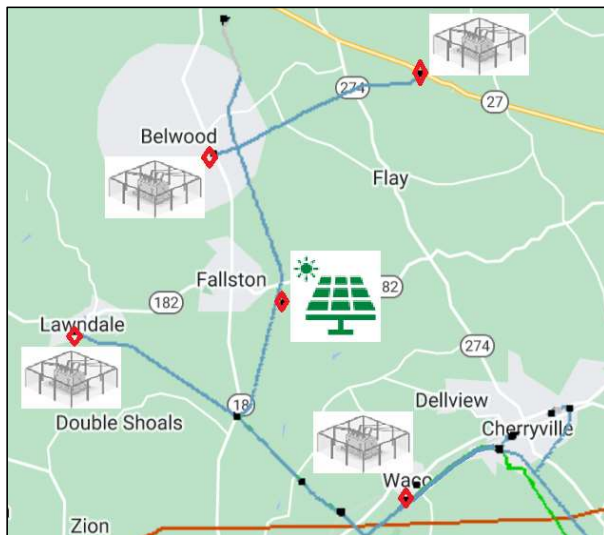 274
27
Belwood
Flay
Fallston
182
82
Lawndale
274
18
Dellview
Double Shoals
Cherryville
Waco
Zion